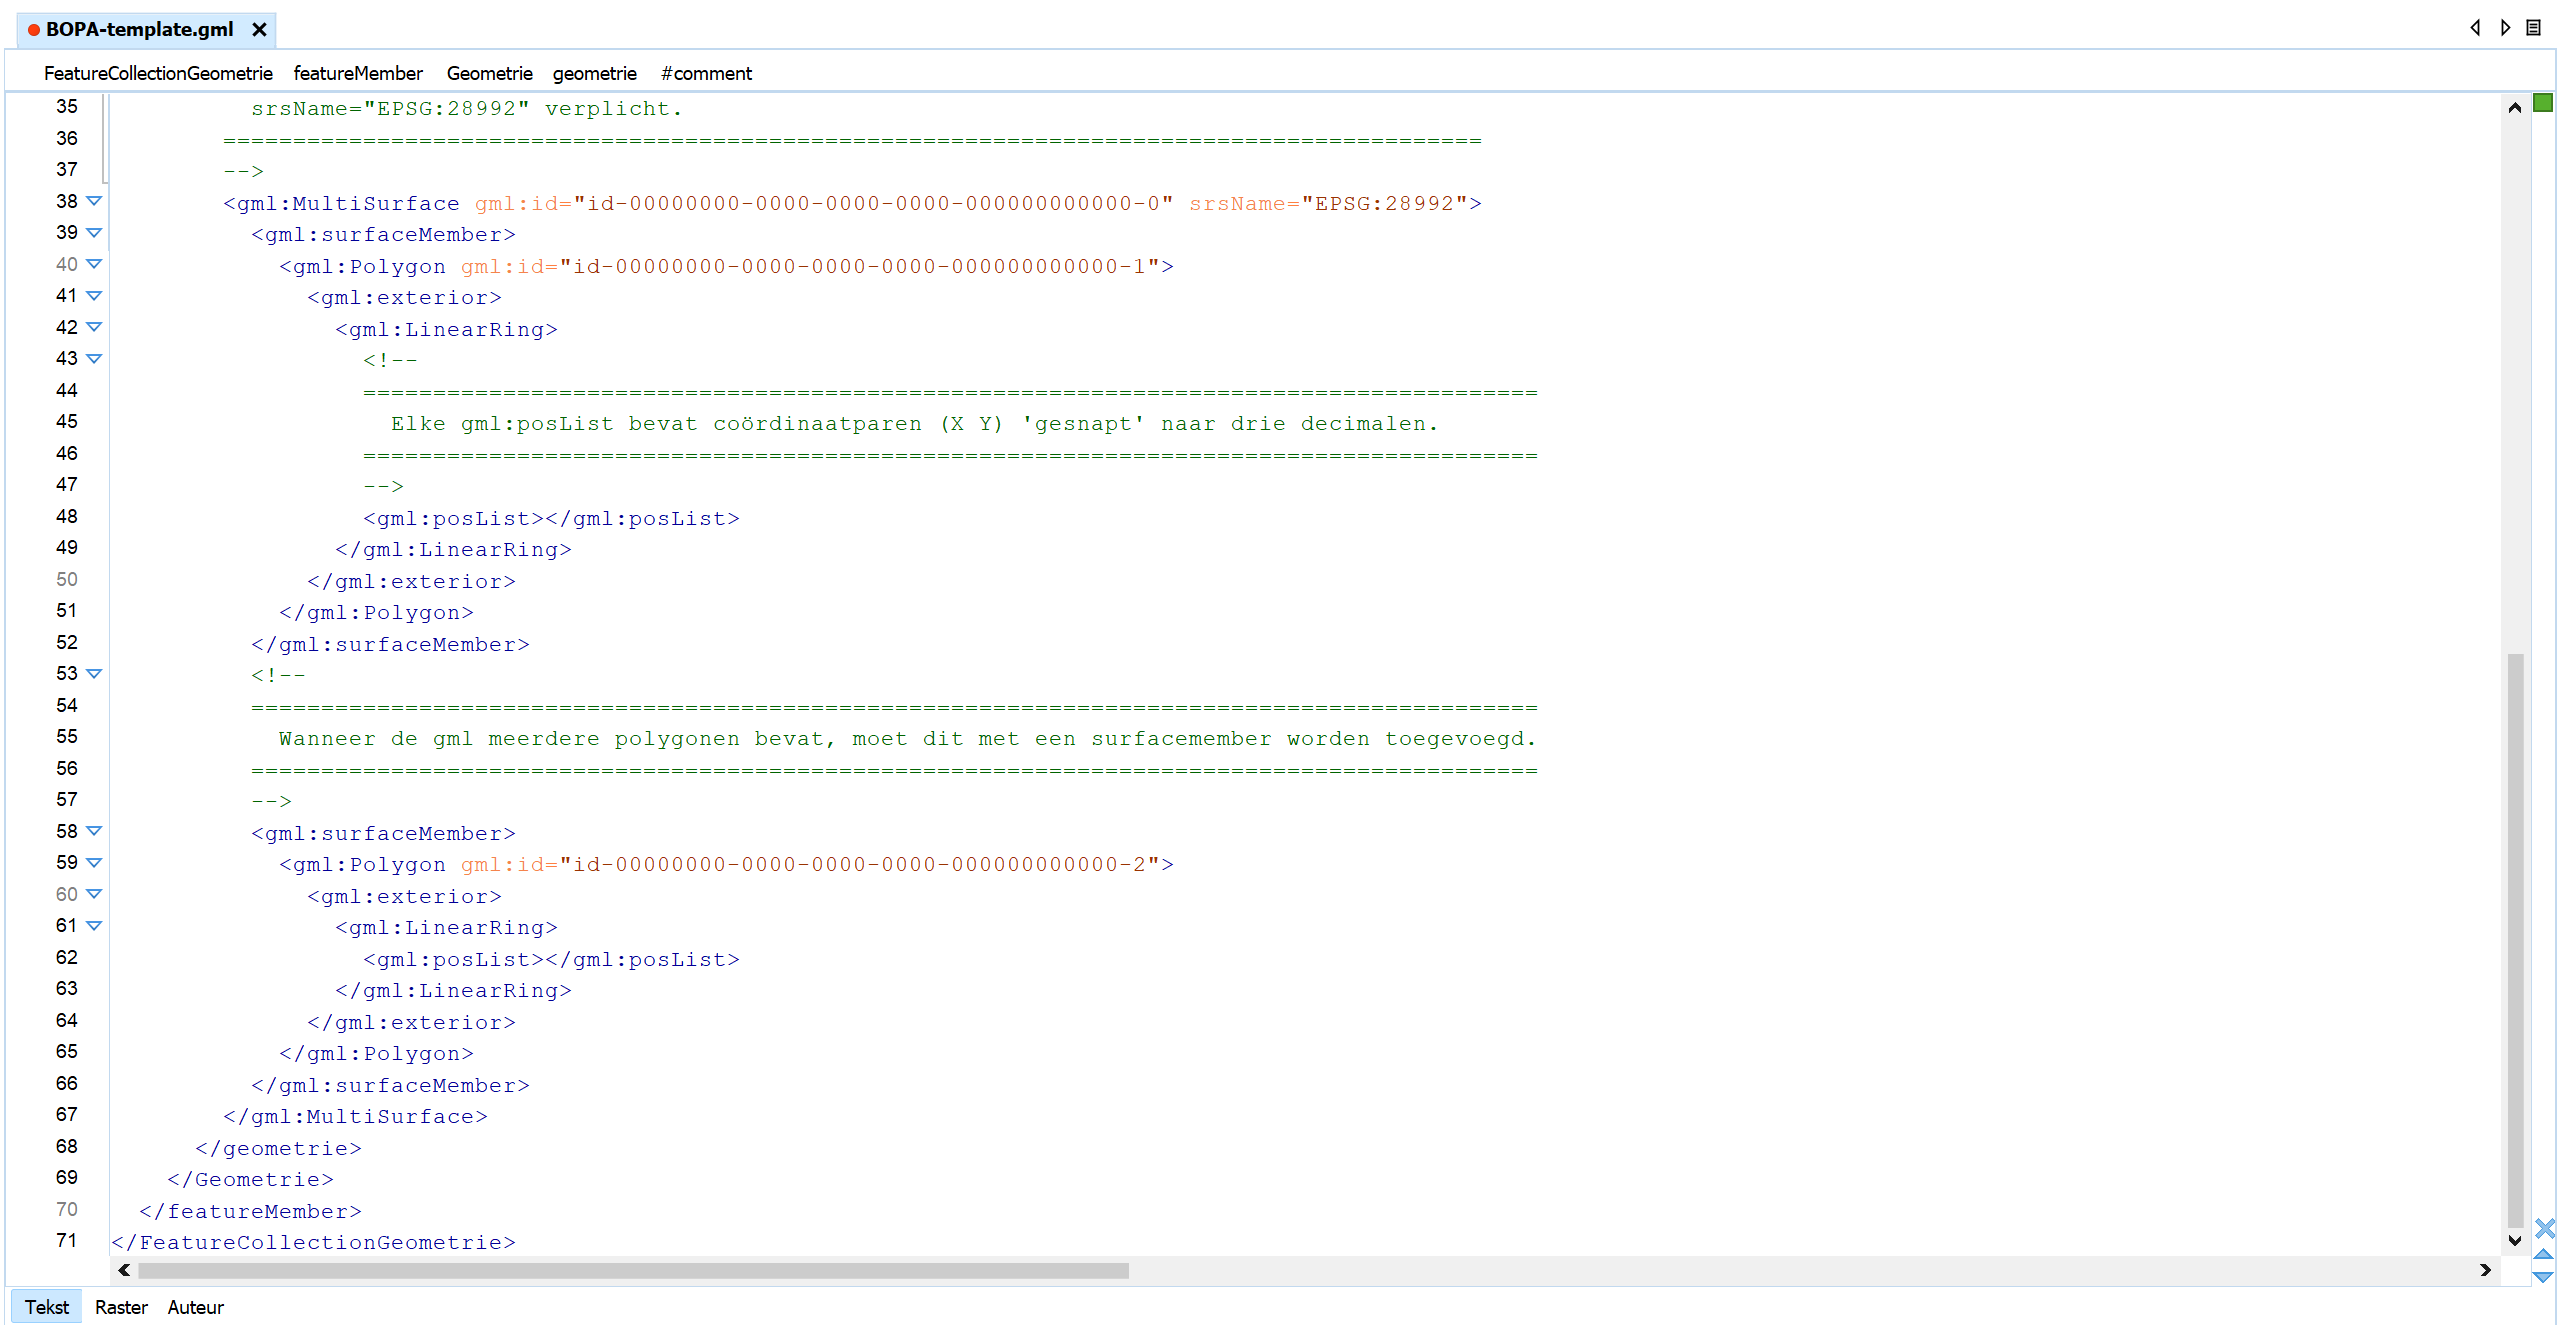 BOPA-template.gml
FeatureCollectionGeometrie featureMember Geometrie geometrie #comment
35 srsName="EPSG:28992" verplicht.
36 ==========================================================================================
37 -->
38 <gml:MultiSurface gml:id="id-00000000-0000-0000-0000-000000000000-0" srsName="EPSG:28992">
39 <gml:surfaceMember>
40 <gml:Polygon gml:id="id-00000000-0000-0000-0000-000000000000-1">
41 <gml:exterior>
42 <gml:LinearRing>
43 <!--
44 ====================================================================================
45 Elke gml:posList bevat coördinaatparen (X Y) 'gesnapt' naar drie decimalen.
46 ====================================================================================
47 -->
48 <gml:posList></gml:posList>
49 </gml:LinearRing>
50 </gml:exterior>
51 </gml:Polygon>
52 </gml:surfaceMember>
53 <!--
54 ============================================================================================
55 Wanneer de gml meerdere polygonen bevat, moet dit met een surfacemember worden toegevoegd.
56 ============================================================================================
57 -->
58 <gml:surfaceMember>
59 <gml:Polygon gml:id="id-00000000-0000-0000-0000-000000000000-2">
60 <gml:exterior>
61 <gml:LinearRing>
62 <gml:posList></gml:posList>
63 </gml:LinearRing>
64 </gml:exterior>
65 </gml:Polygon>
66 </gml:surfaceMember>
67 </gml:MultiSurface>
68 </geometrie>
69 </Geometrie>
70 </featureMember>
71 </FeatureCollectionGeometrie>
Tekst Raster Auteur